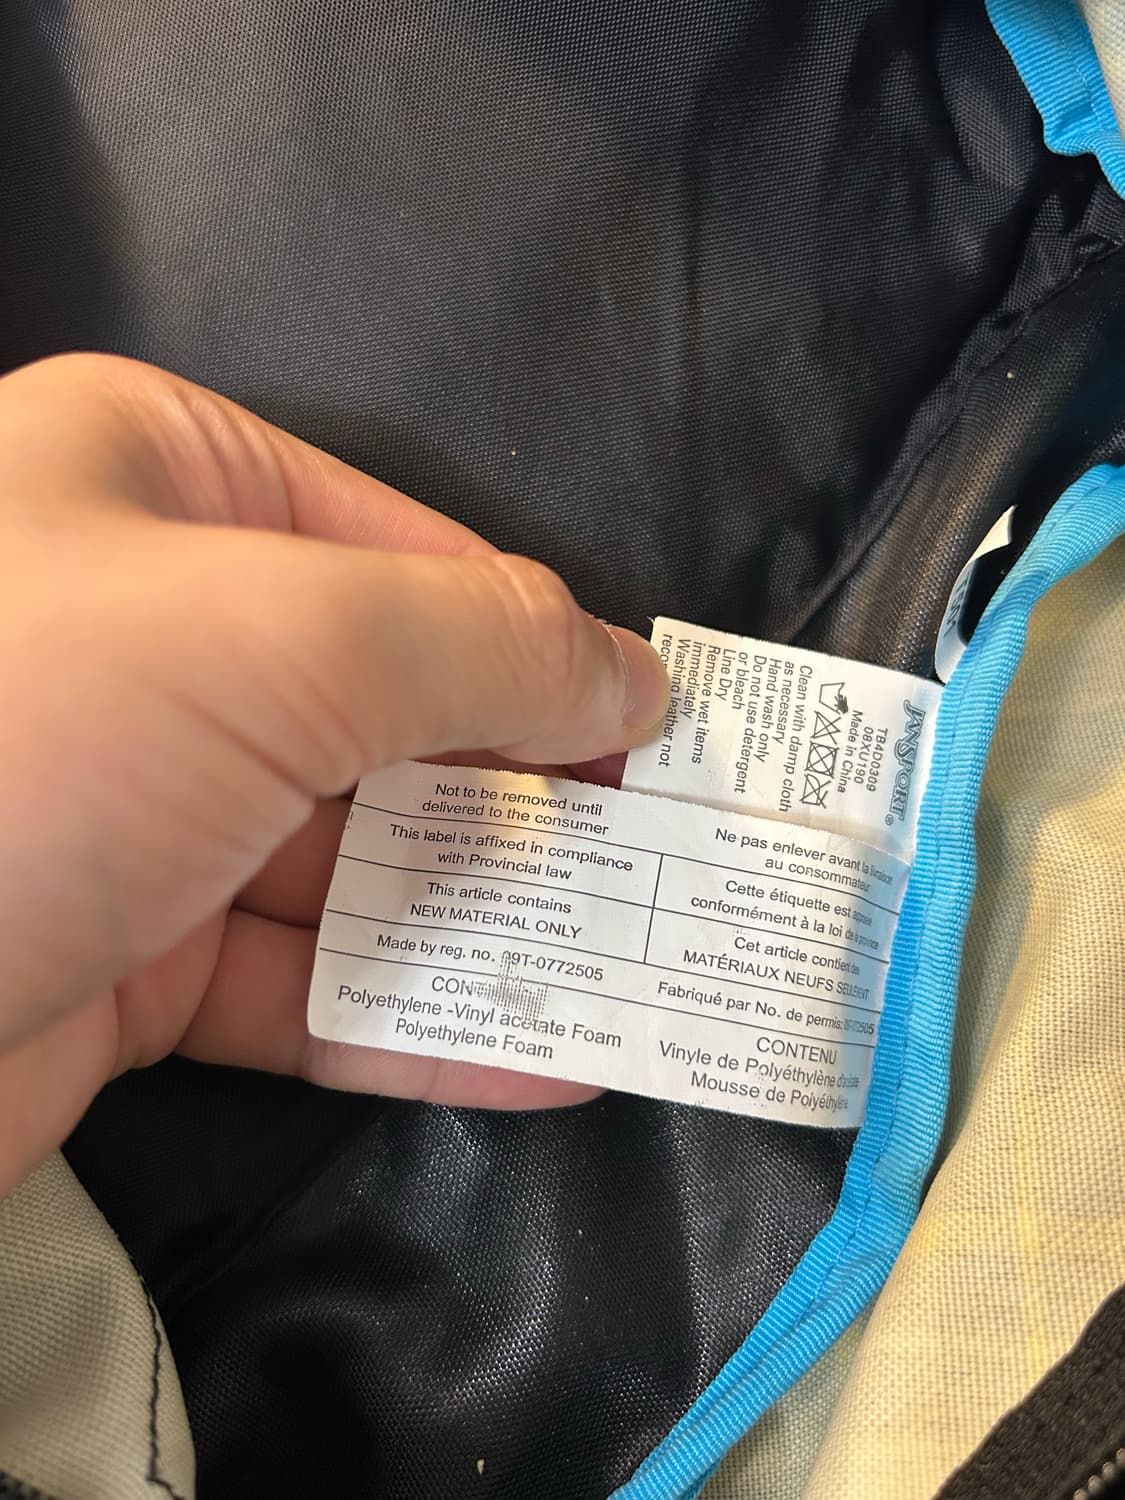 JANSPORT®
TB4D0309
08XU190
Made in China
Clean with damp cloth
as necessary
Hand wash only
Do not use detergent
or bleach
Line Dry
Remove wet items
immediately
Washing leather not
Not to be removed until
delivered to the consumer
This label is affixed in compliance
with Provincial law
This article contains
NEW MATERIAL ONLY
Made by reg. no. 09T-0772505
Polyethylene -Vinyl acetate Foam
Polyethylene Foam
Ne pas enlever avant la livraison
au consommateur
Cette étiquette est apposée
conformément à la loi de la province
Cet article contient des
MATÉRIAUX NEUFS SEULEMENT
Fabriqué par No. de permis:
CONTENU
Vinyle de Polyéthylène d'acétate
Mousse de Polyéthylène